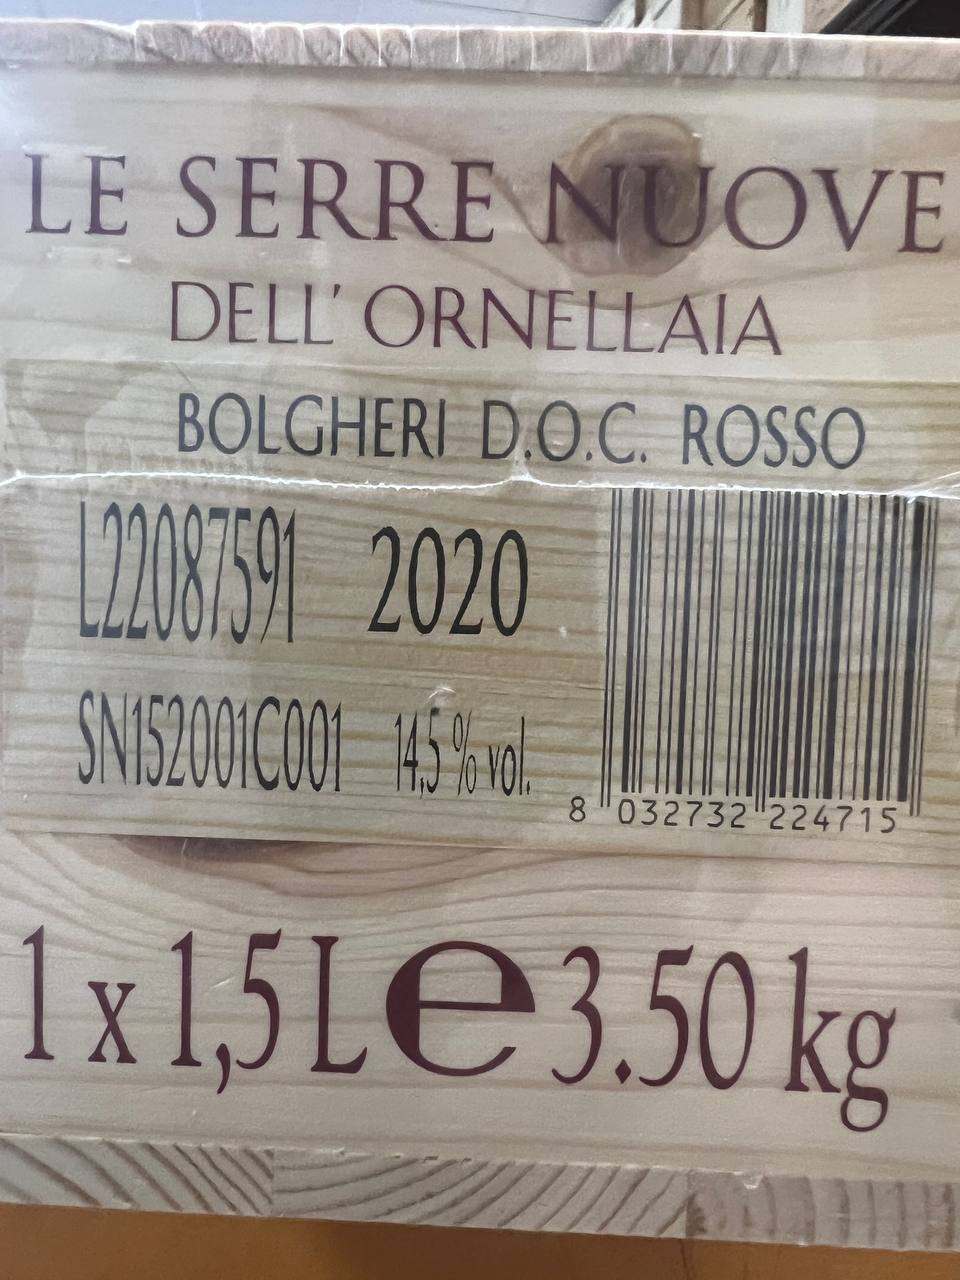 LE SERRE NUOVE
DELL' ORNELLAIA
BOLGHERI D.O.C. ROSSO
L22087591 2020
SN152001C001 14,5 % vol.
8 032732 224715
1 x 1,5 L e 3.50 kg